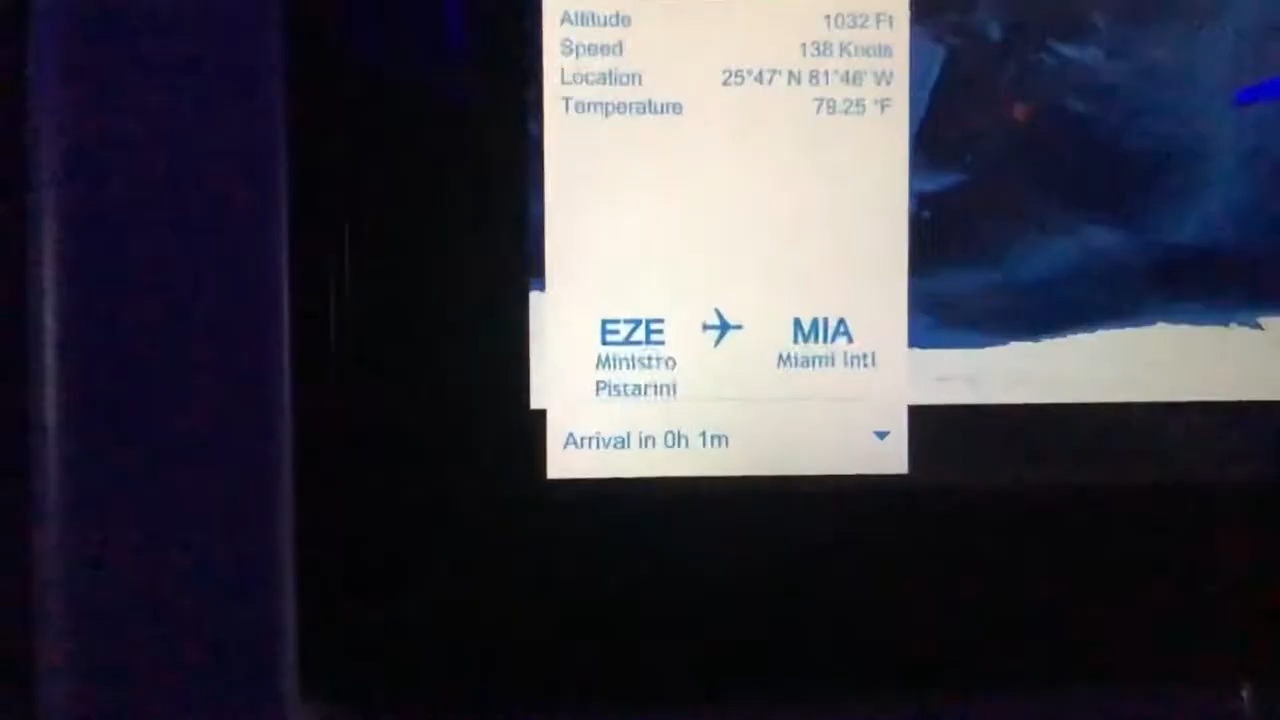 Altitude 1032 Ft
Speed 138 Knots
Location 25°47' N 81°46' W
Temperature 79.25 °F
EZE MIA
Ministro Pistarini
Miami Intl
Arrival in 0h 1m